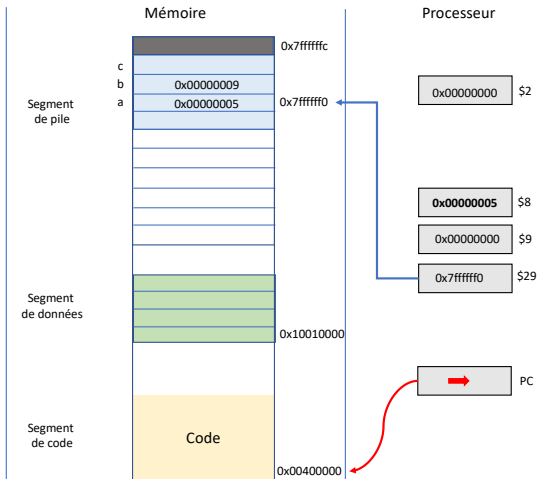 Mémoire
Processeur
0x7ffffffc
c
b 0x00000009
a 0x00000005 0x7ffffff0
Segment
de pile
0x00000000 $2
0x00000005 $8
0x00000000 $9
0x7ffffff0 $29
Segment
de données
0x10010000
PC
Segment
de code
Code
0x00400000